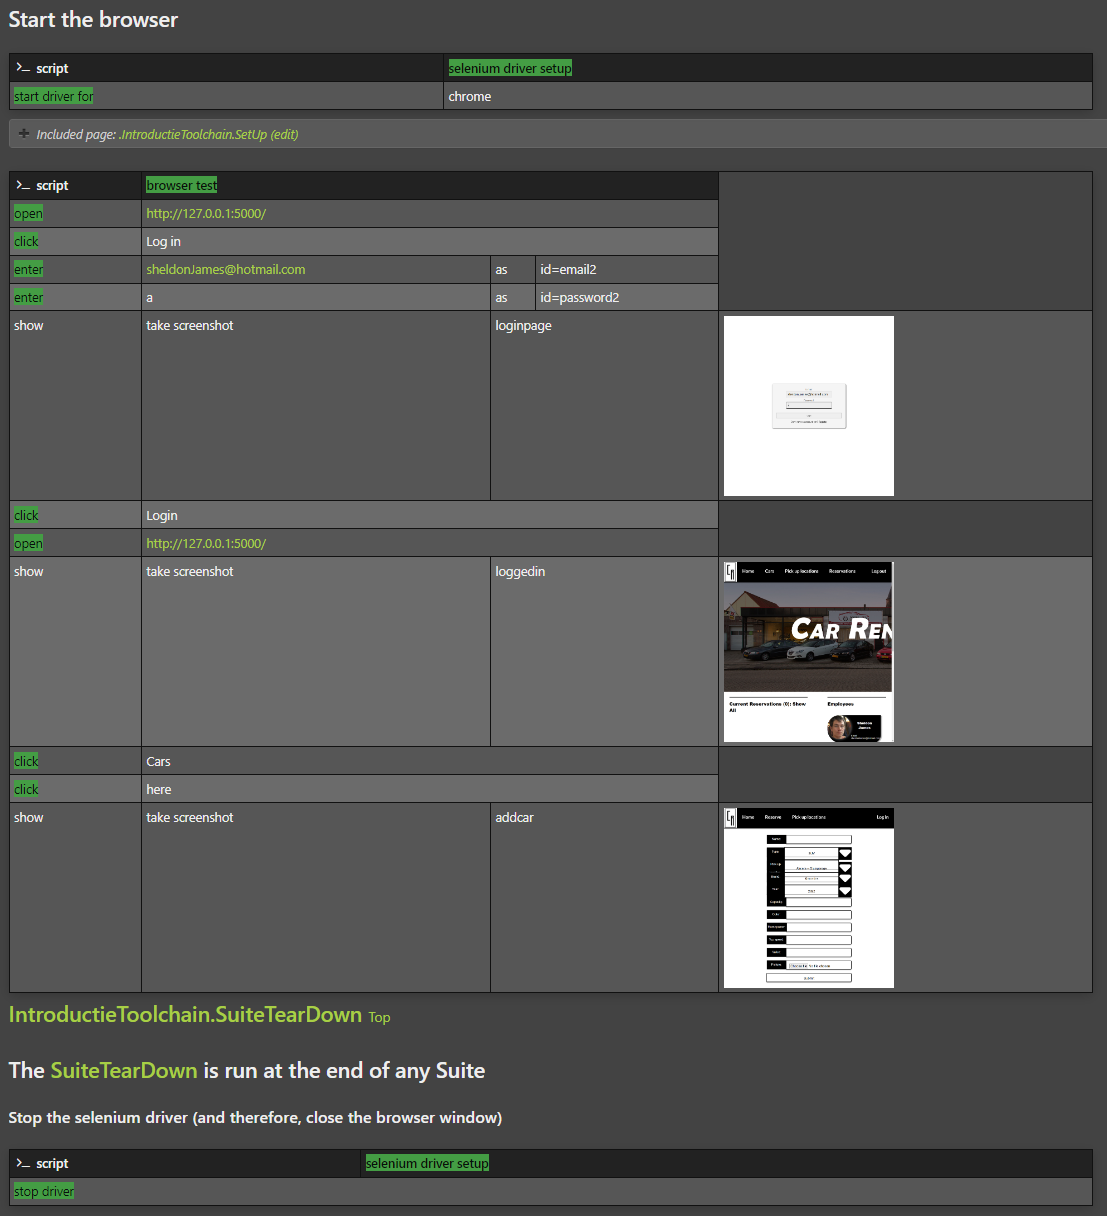 Start the browser
script selenium driver setup
start driver for chrome
Included page: .IntroductieToolchain.SetUp (edit)
script browser test
open http://127.0.0.1:5000/
click Log in
enter sheldonJames@hotmail.com as id=email2
enter a as id=password2
show take screenshot loginpage
click Login
open http://127.0.0.1:5000/
show take screenshot loggedin
Home Cars Pick up locations Reservations Log out
CAR REN
Current Reservations (0): Show All
Employees
Sheldon
James
click Cars
click here
show take screenshot addcar
Home Reserve Pick up locations Log in
IntroductieToolchain.SuiteTearDown Top
The SuiteTearDown is run at the end of any Suite
Stop the selenium driver (and therefore, close the browser window)
script selenium driver setup
stop driver